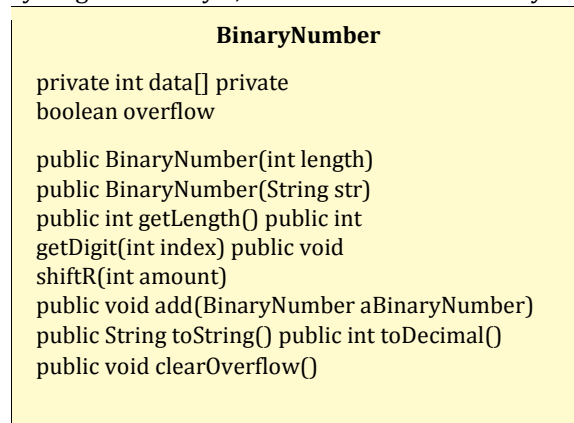 BinaryNumber
private int data[] private
boolean overflow
public BinaryNumber(int length)
public BinaryNumber(String str)
public int getLength() public int
getDigit(int index) public void
shiftR(int amount)
public void add(BinaryNumber aBinaryNumber)
public String toString() public int toDecimal()
public void clearOverflow()